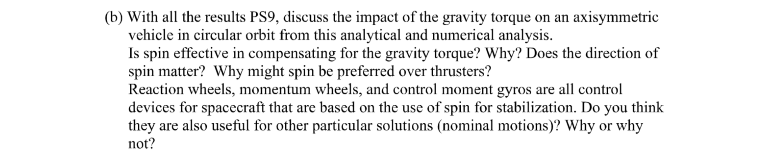 (b) With all the results PS9, discuss the impact of the gravity torque on an axisymmetric
vehicle in circular orbit from this analytical and numerical analysis.
Is spin effective in compensating for the gravity torque? Why? Does the direction of
spin matter? Why might spin be preferred over thrusters?
Reaction wheels, momentum wheels, and control moment gyros are all control
devices for spacecraft that are based on the use of spin for stabilization. Do you think
they are also useful for other particular solutions (nominal motions)? Why or why
not?